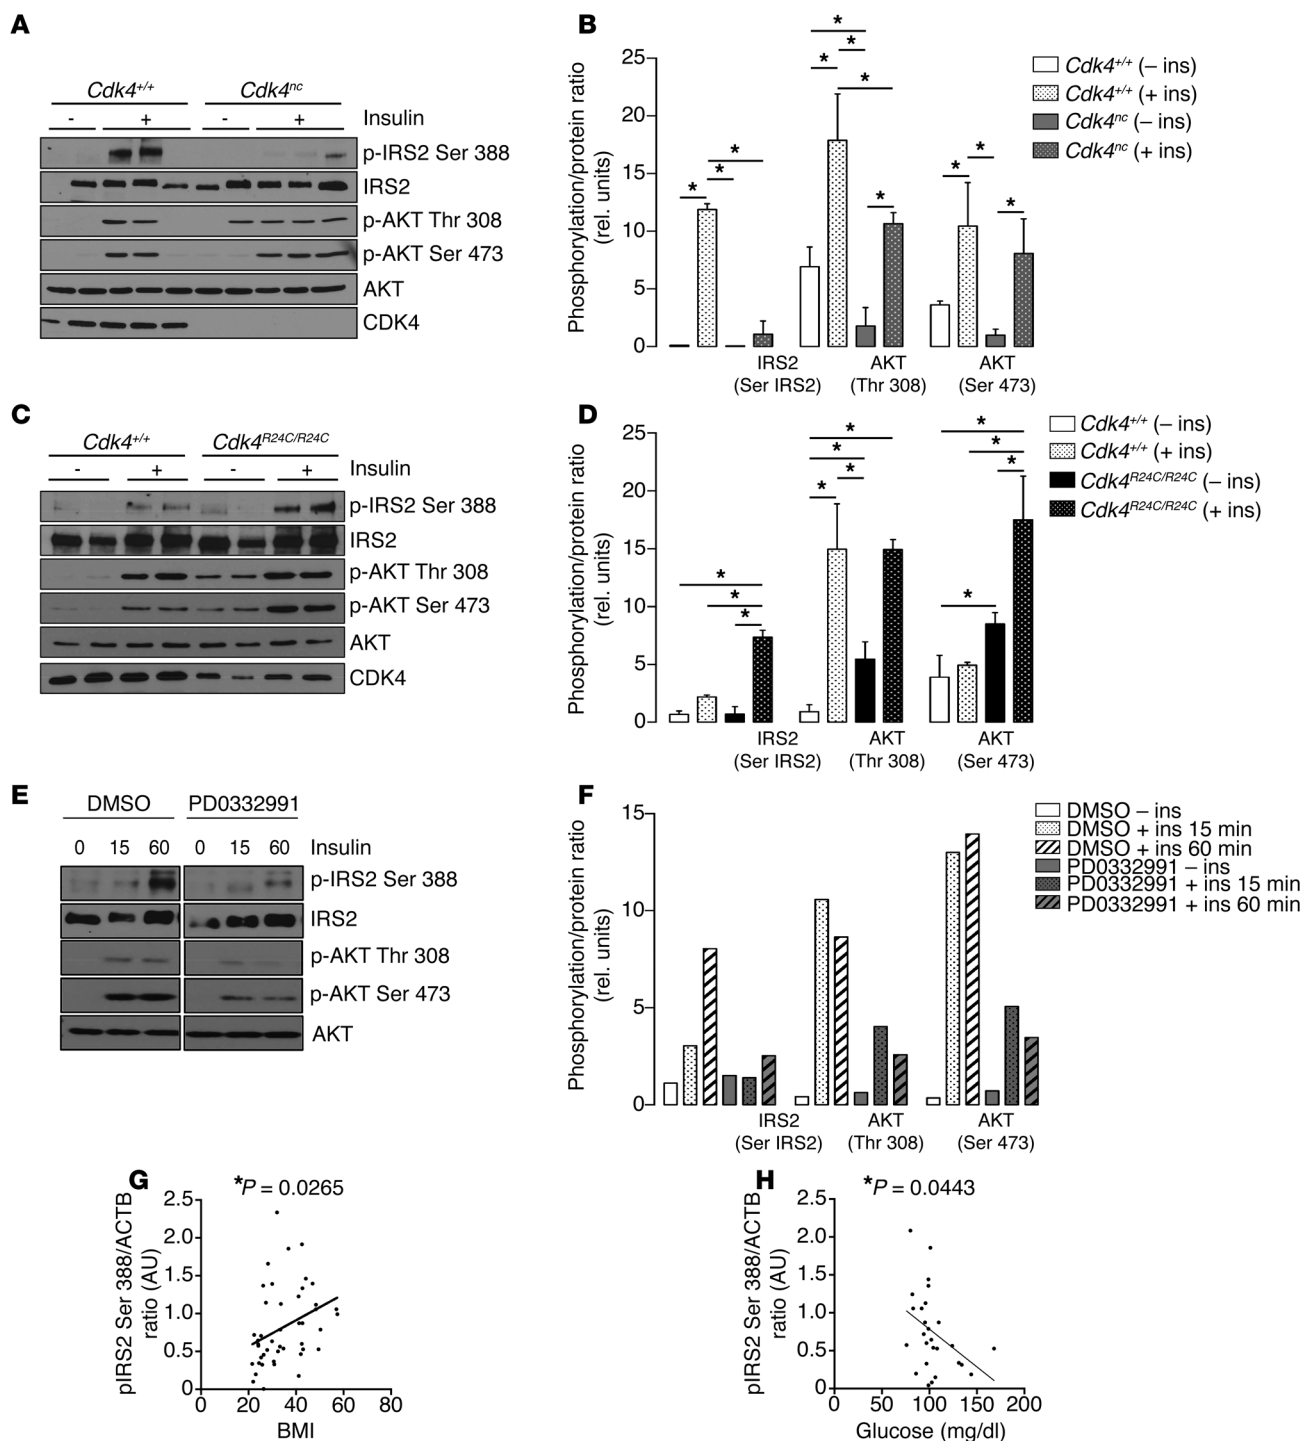 A
Cdk4+/+ Cdk4nc
- + - + Insulin
p-IRS2 Ser 388
IRS2
p-AKT Thr 308
p-AKT Ser 473
AKT
CDK4
B
Phosphorylation/protein ratio
(rel. units)
25
20
15
10
5
0
* * * * * * * * * * * *
IRS2
(Ser IRS2)
AKT
(Thr 308)
AKT
(Ser 473)
Cdk4+/+ (– ins)
Cdk4+/+ (+ ins)
Cdk4nc (– ins)
Cdk4nc (+ ins)
C
Cdk4+/+ Cdk4R24C/R24C
- + - + Insulin
p-IRS2 Ser 388
IRS2
p-AKT Thr 308
p-AKT Ser 473
AKT
CDK4
D
Phosphorylation/protein ratio
(rel. units)
25
20
15
10
5
0
* * * * * * * * * * * *
IRS2
(Ser IRS2)
AKT
(Thr 308)
AKT
(Ser 473)
Cdk4+/+ (– ins)
Cdk4+/+ (+ ins)
Cdk4R24C/R24C (– ins)
Cdk4R24C/R24C (+ ins)
E
DMSO PD0332991
0 15 60 0 15 60 Insulin
p-IRS2 Ser 388
IRS2
p-AKT Thr 308
p-AKT Ser 473
AKT
F
Phosphorylation/protein ratio
(rel. units)
15
10
5
0
IRS2
(Ser IRS2)
AKT
(Thr 308)
AKT
(Ser 473)
DMSO – ins
DMSO + ins 15 min
DMSO + ins 60 min
PD0332991 – ins
PD0332991 + ins 15 min
PD0332991 + ins 60 min
G
*P = 0.0265
pIRS2 Ser 388/ACTB
ratio (AU)
2.5
2.0
1.5
1.0
0.5
0
0 20 40 60 80
BMI
H
*P = 0.0443
pIRS2 Ser 388/ACTB
ratio (AU)
2.5
2.0
1.5
1.0
0.5
0
0 50 100 150 200
Glucose (mg/dl)